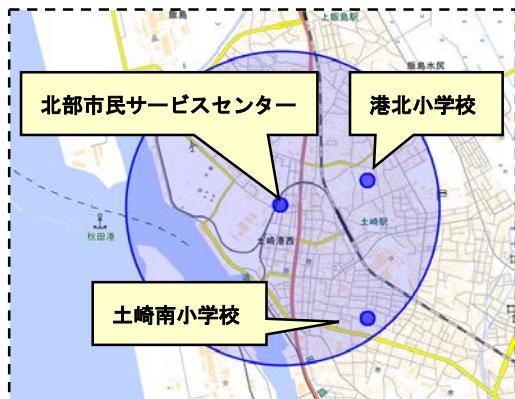 上飯島駅
飯島
飯島水尻
北部市民サービスセンター
港北小学校
土崎駅
秋田港
土崎港西
土崎南小学校